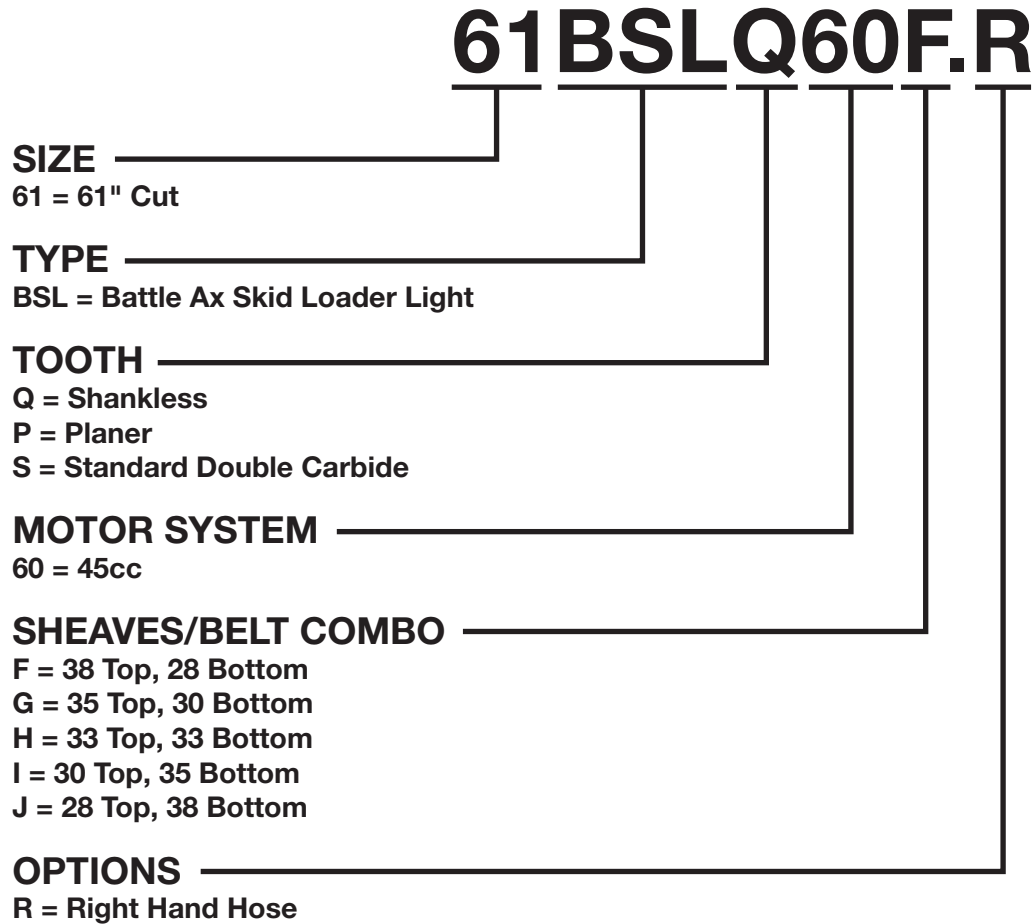 61BSLQ60F.R
SIZE
61 = 61" Cut
TYPE
BSL = Battle Ax Skid Loader Light
TOOTH
Q = Shankless
P = Planer
S = Standard Double Carbide
MOTOR SYSTEM
60 = 45cc
SHEAVES/BELT COMBO
F = 38 Top, 28 Bottom
G = 35 Top, 30 Bottom
H = 33 Top, 33 Bottom
I = 30 Top, 35 Bottom
J = 28 Top, 38 Bottom
OPTIONS
R = Right Hand Hose